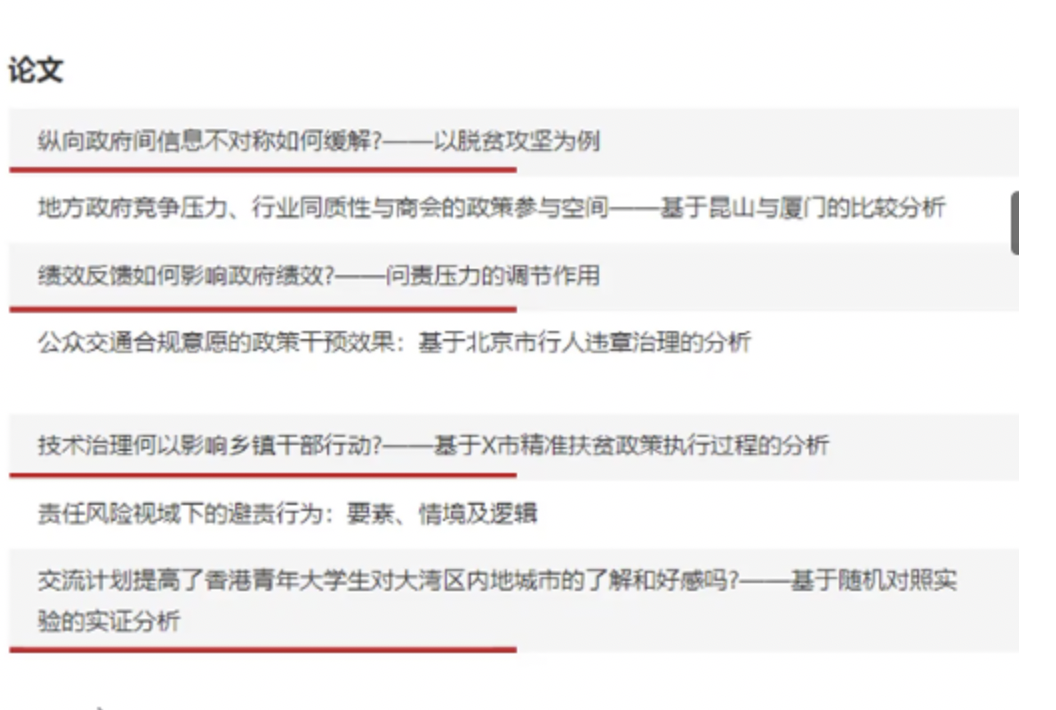 论文
纵向政府间信息不对称如何缓解?——以脱贫攻坚为例
地方政府竞争压力、行业同质性与商会的政策参与空间——基于昆山与厦门的比较分析
绩效反馈如何影响政府绩效?——问责压力的调节作用
公众交通合规意愿的政策干预效果：基于北京市行人违章治理的分析
技术治理何以影响乡镇干部行动?——基于X市精准扶贫政策执行过程的分析
责任风险视域下的避责行为：要素、情境及逻辑
交流计划提高了香港青年大学生对大湾区内地城市的了解和好感吗?——基于随机对照实
验的实证分析